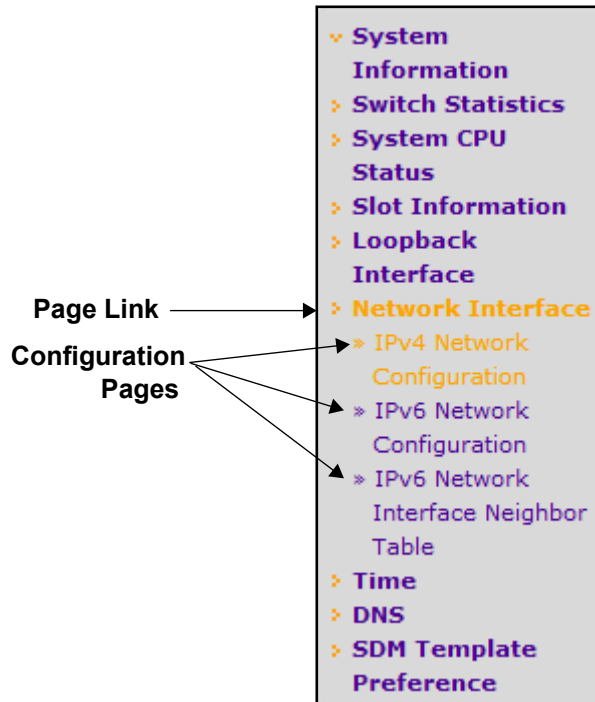 System
Information
Switch Statistics
System CPU
Status
Slot Information
Loopback
Interface
Page Link
Network Interface
Configuration
Pages
» IPv4 Network
Configuration
» IPv6 Network
Configuration
» IPv6 Network
Interface Neighbor
Table
Time
DNS
SDM Template
Preference